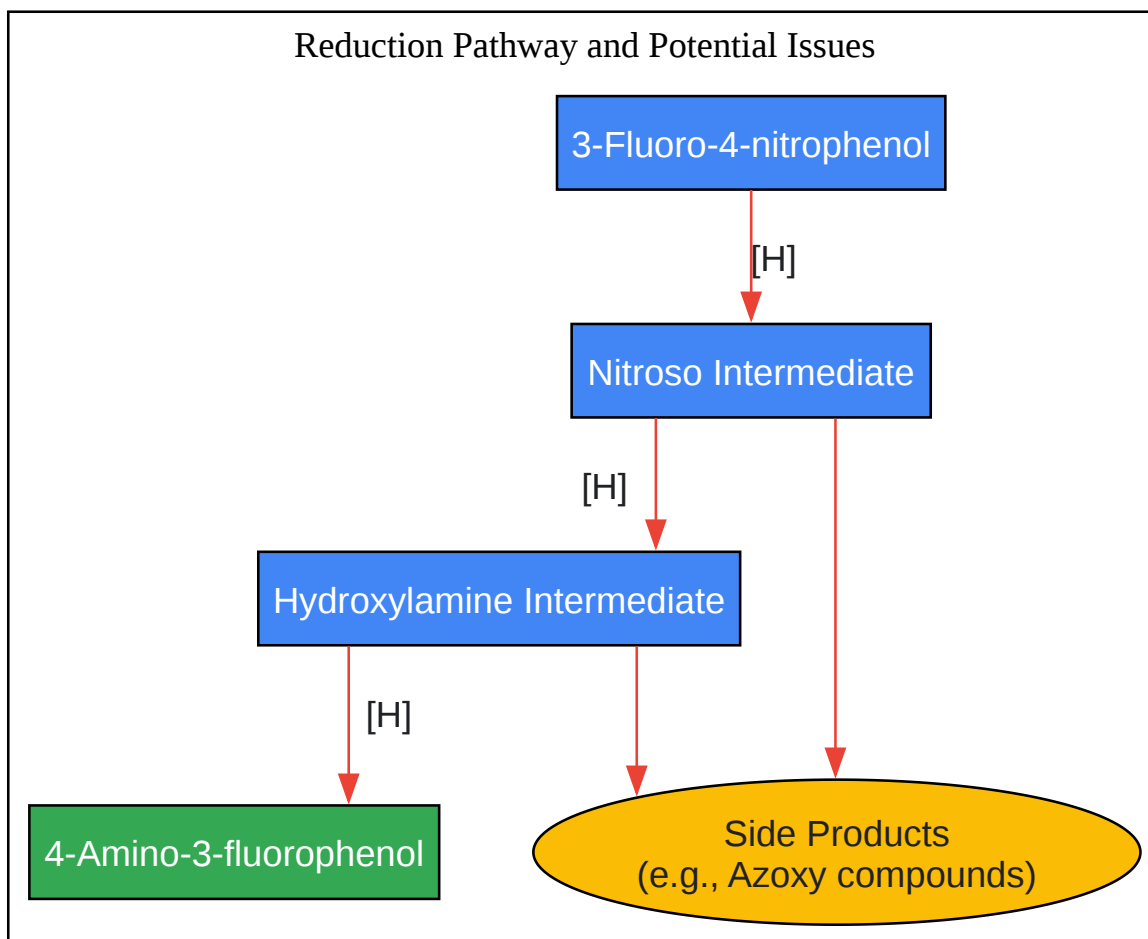 Reduction Pathway and Potential Issues
3-Fluoro-4-nitrophenol
[H]
Nitroso Intermediate
[H]
Hydroxylamine Intermediate
[H]
4-Amino-3-fluorophenol
Side Products
(e.g., Azoxy compounds)